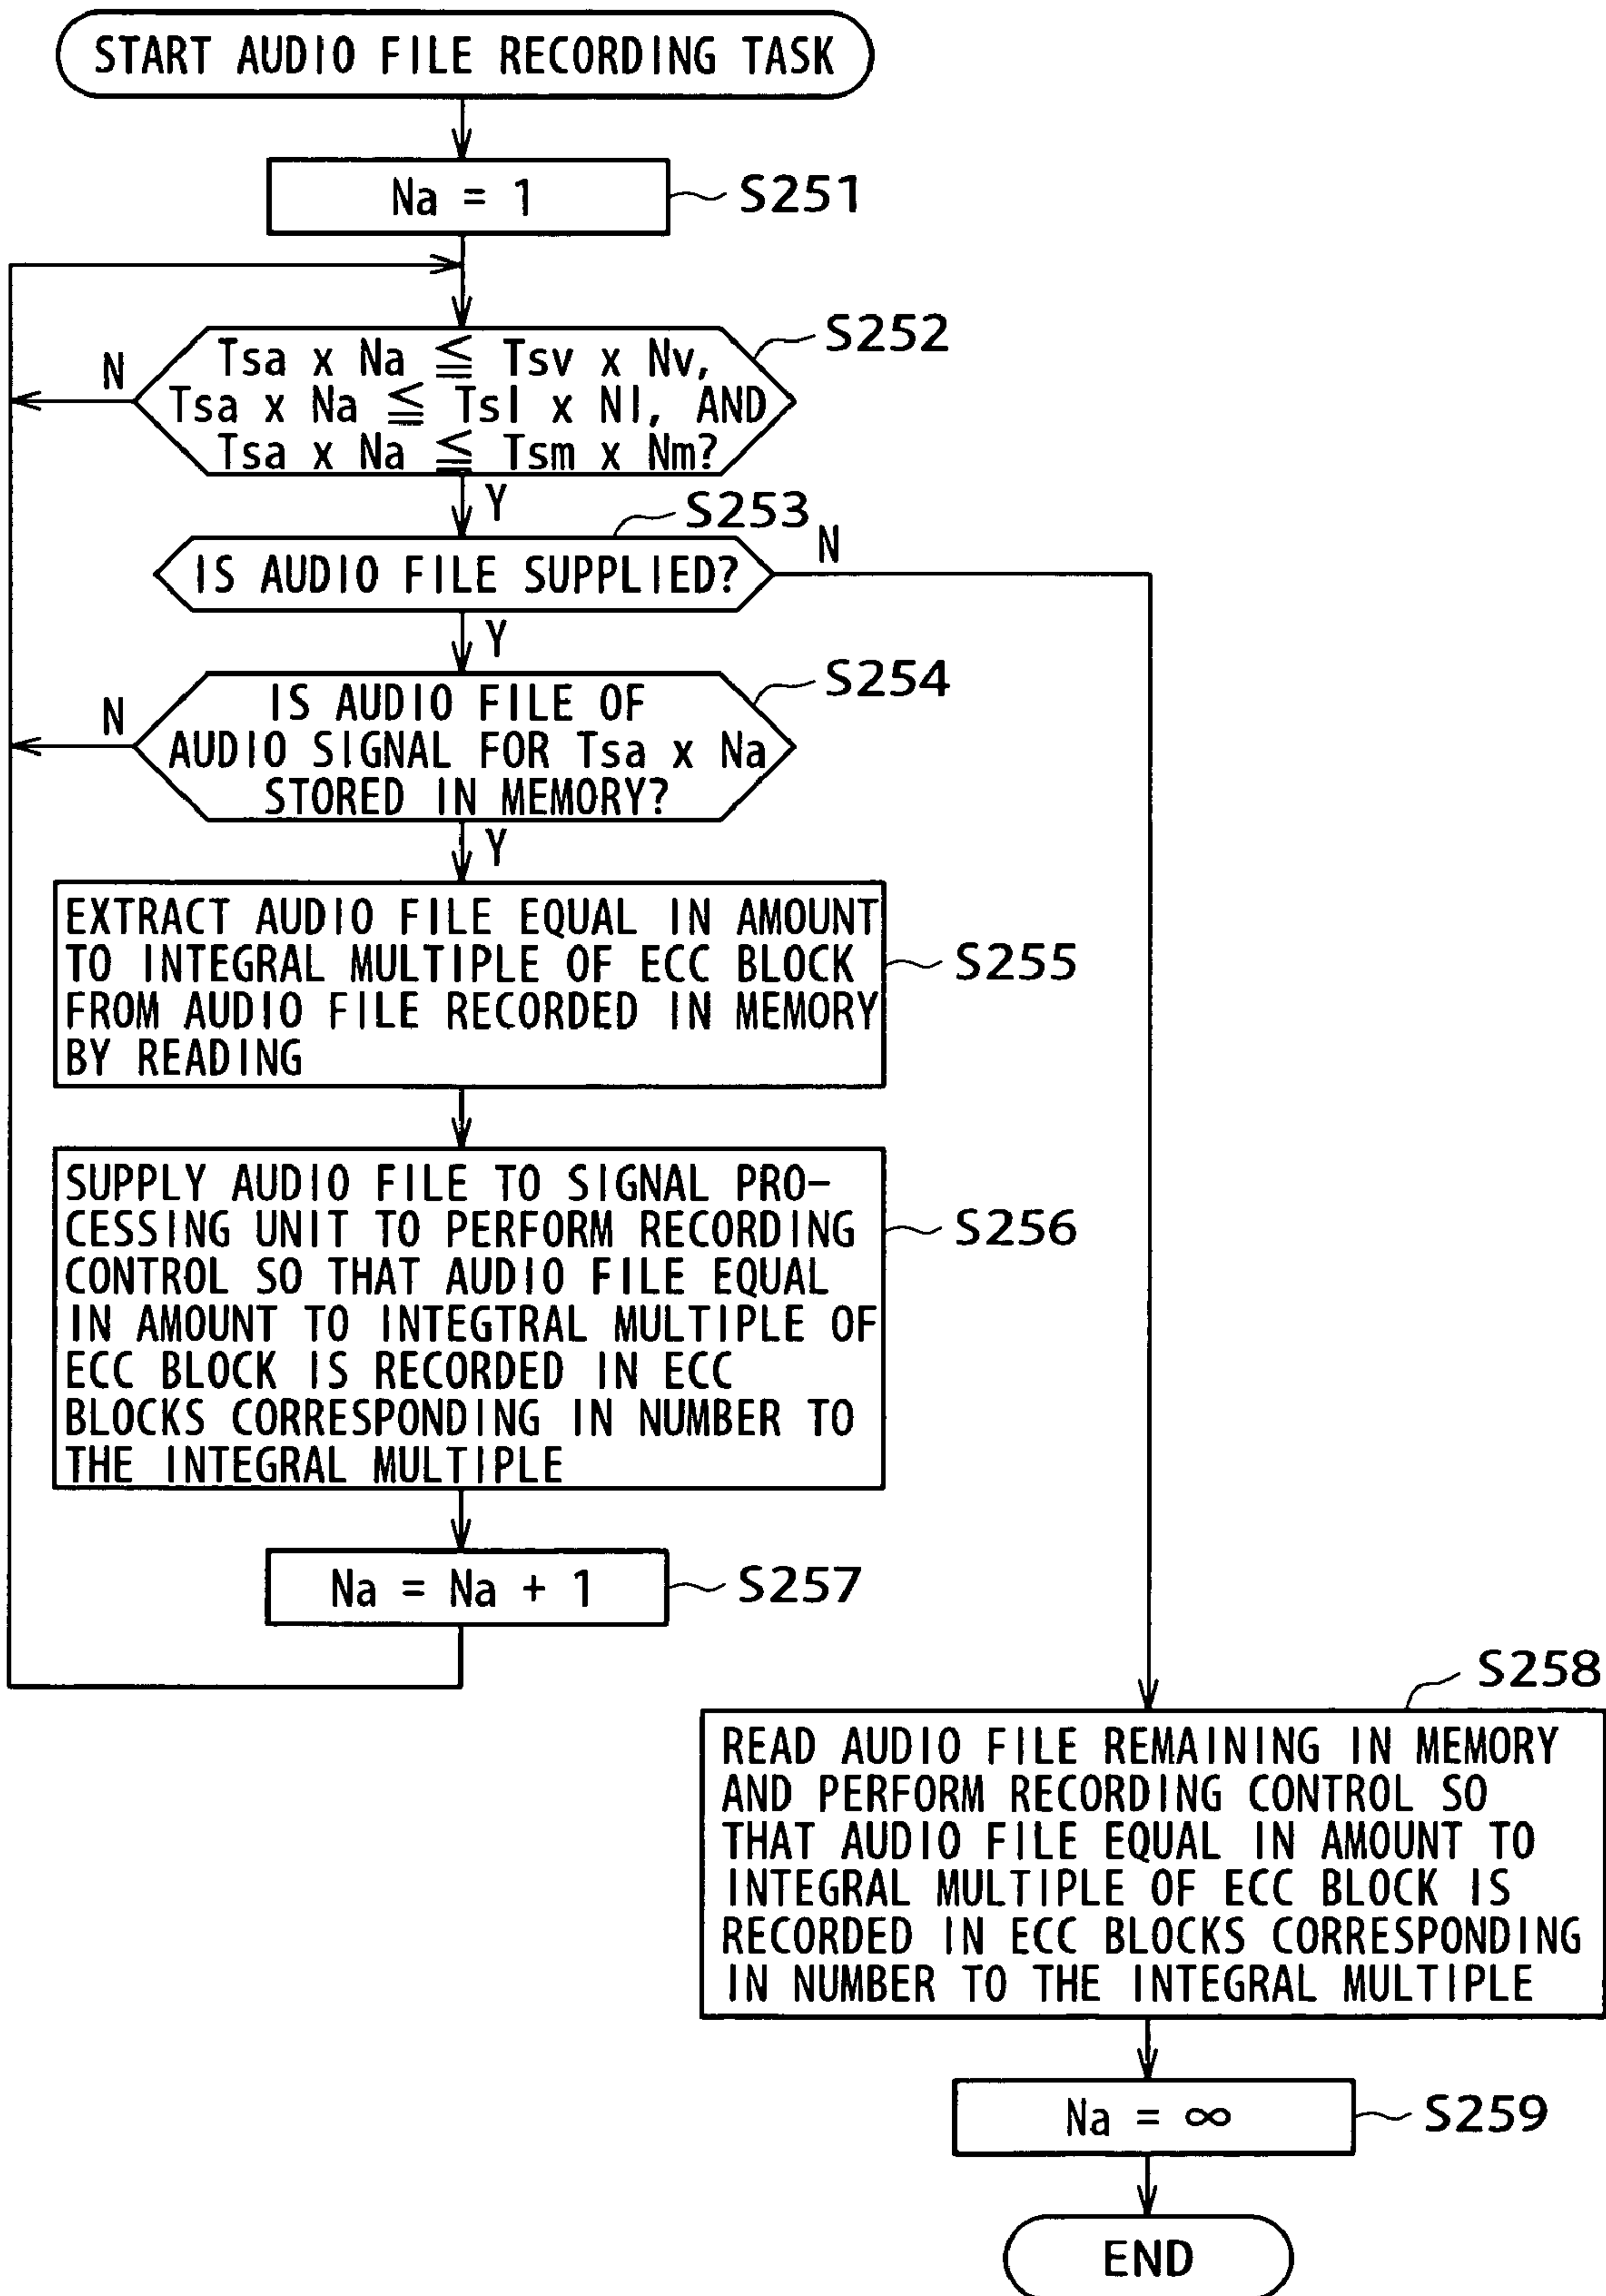 START AUDIO FILE RECORDING TASK
Na = 1
S251
S252
Tsa x Na ≦ Tsv x Nv,
Tsa x Na ≦ Tsl x Nl, AND
Tsa x Na ≦ Tsm x Nm?
N
Y
S253
IS AUDIO FILE SUPPLIED?
N
Y
S254
IS AUDIO FILE OF
AUDIO SIGNAL FOR Tsa x Na
STORED IN MEMORY?
N
Y
EXTRACT AUDIO FILE EQUAL IN AMOUNT
TO INTEGRAL MULTIPLE OF ECC BLOCK
FROM AUDIO FILE RECORDED IN MEMORY
BY READING
S255
SUPPLY AUDIO FILE TO SIGNAL PRO-
CESSING UNIT TO PERFORM RECORDING
CONTROL SO THAT AUDIO FILE EQUAL
IN AMOUNT TO INTEGTRAL MULTIPLE OF
ECC BLOCK IS RECORDED IN ECC
BLOCKS CORRESPONDING IN NUMBER TO
THE INTEGRAL MULTIPLE
S256
Na = Na + 1
S257
S258
READ AUDIO FILE REMAINING IN MEMORY
AND PERFORM RECORDING CONTROL SO
THAT AUDIO FILE EQUAL IN AMOUNT TO
INTEGRAL MULTIPLE OF ECC BLOCK IS
RECORDED IN ECC BLOCKS CORRESPONDING
IN NUMBER TO THE INTEGRAL MULTIPLE
Na = ∞
S259
END